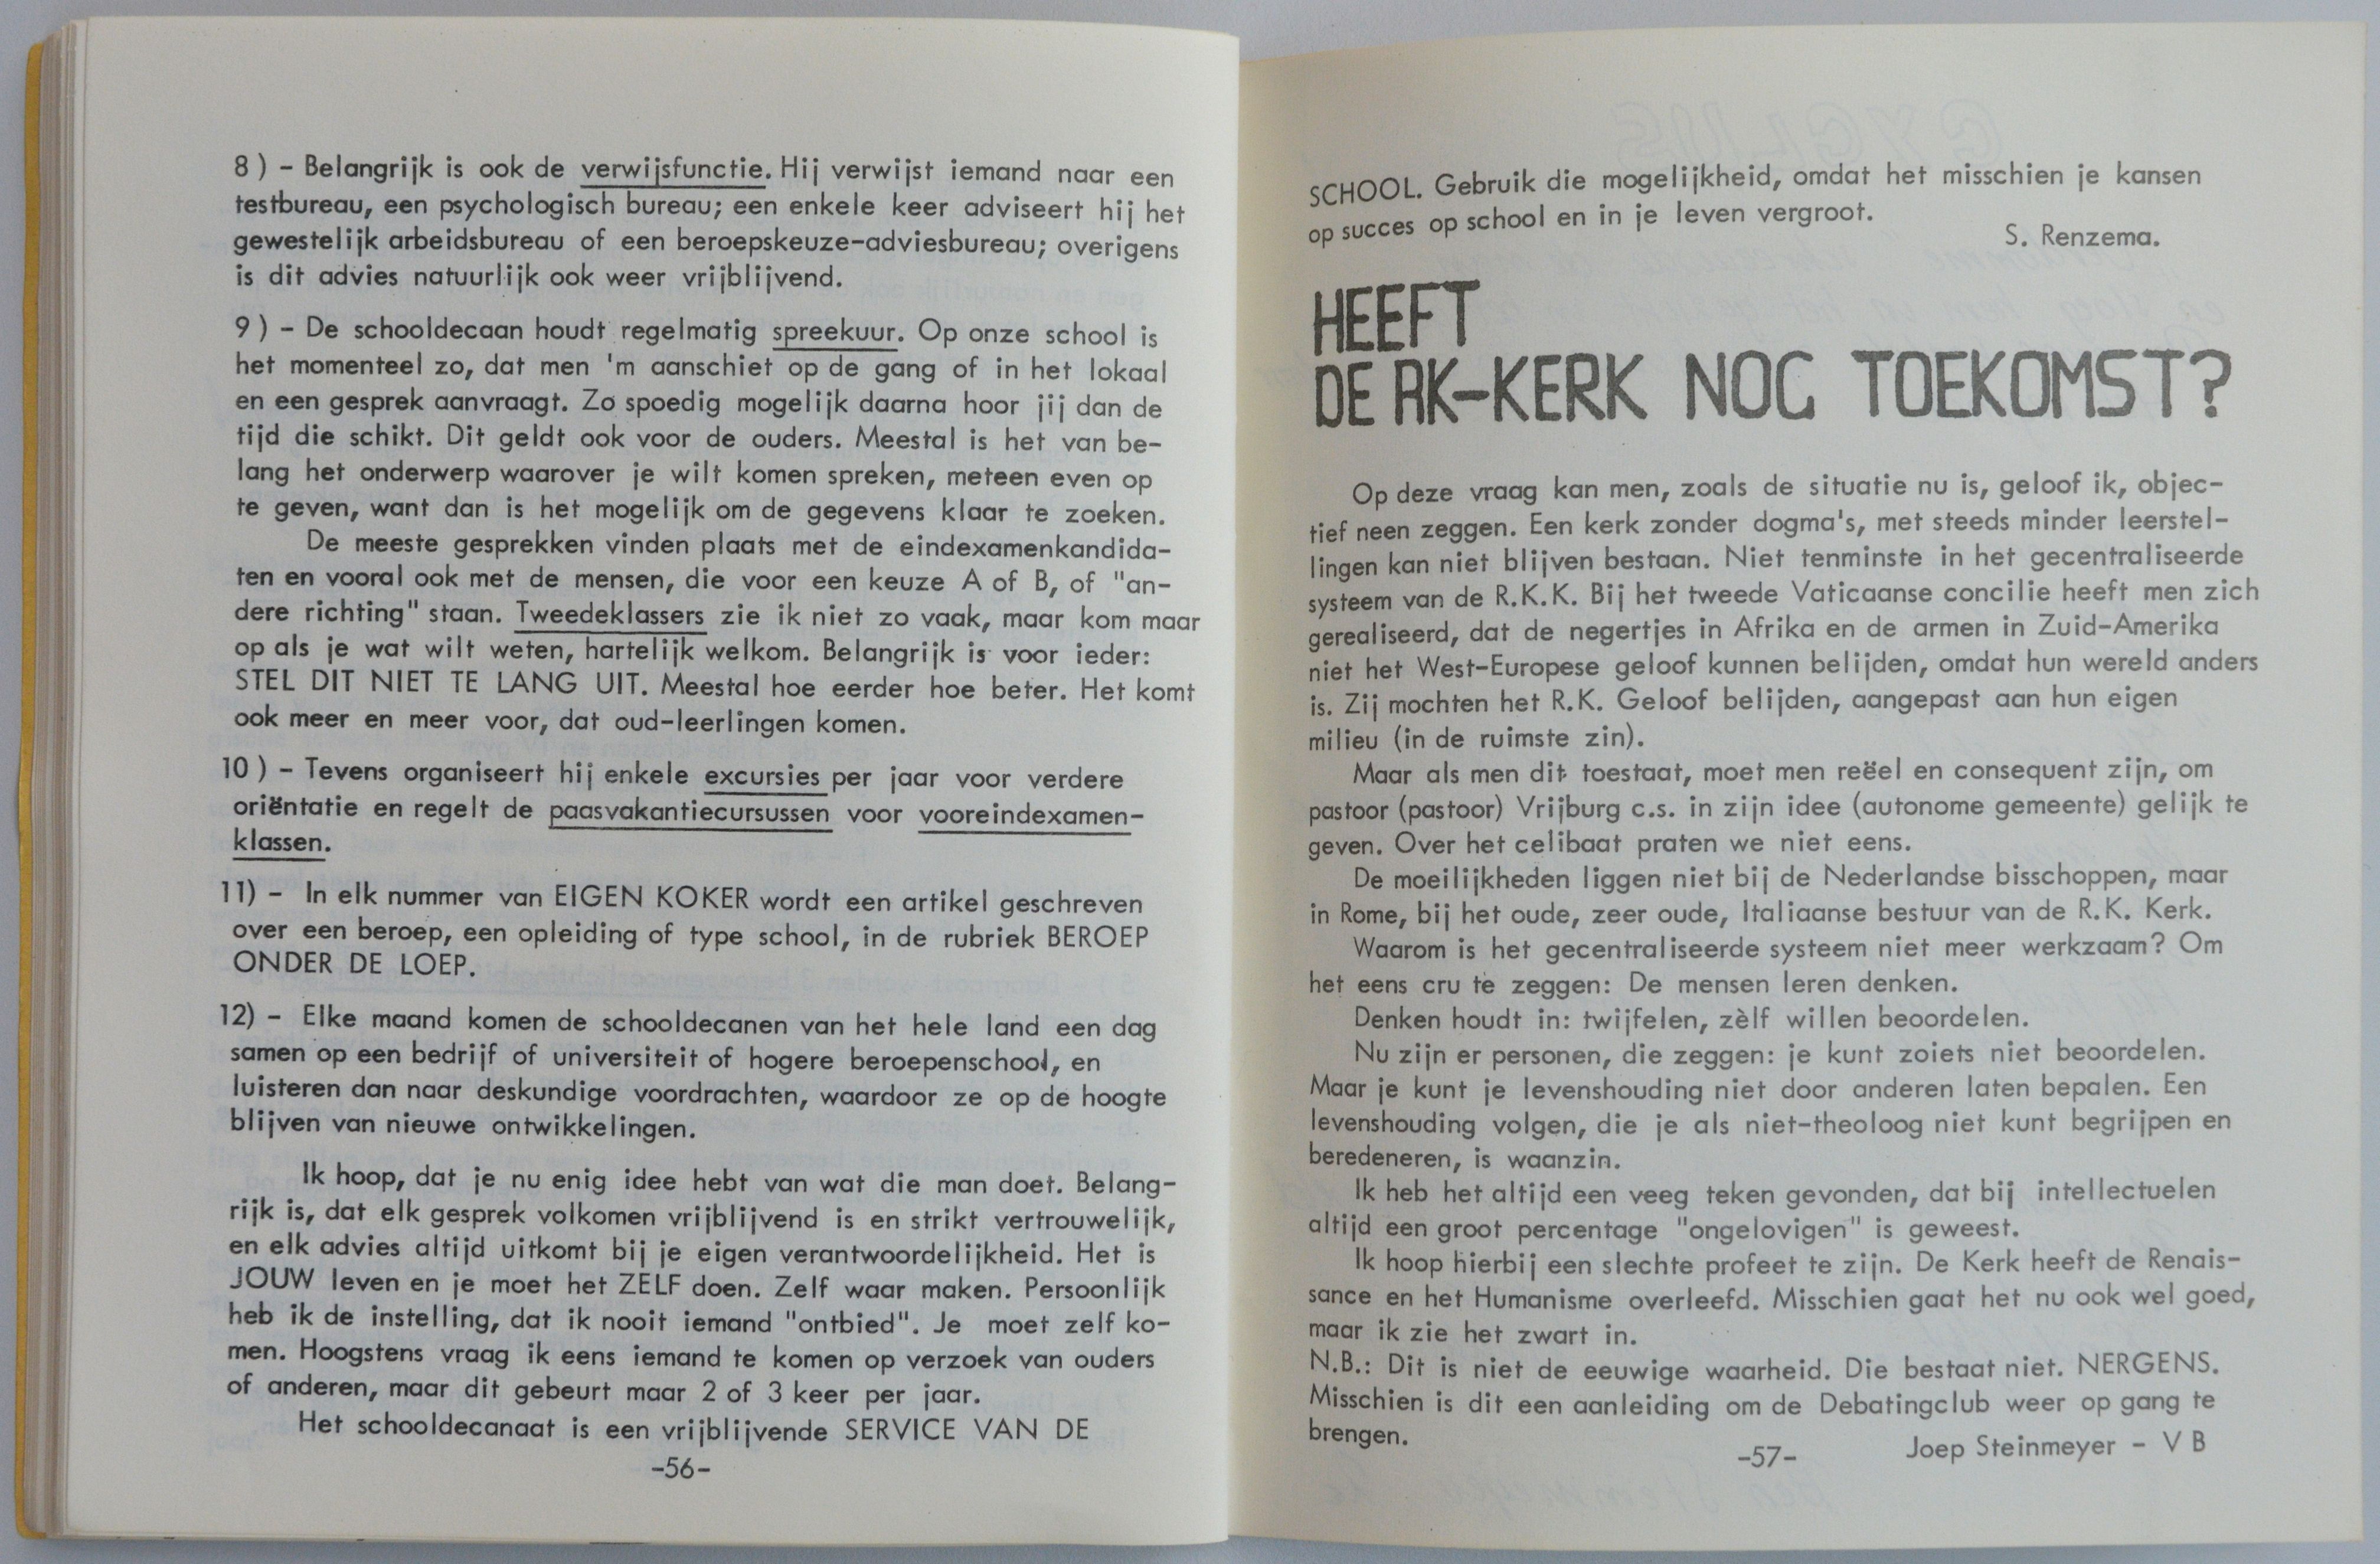 8 ) - Belangrijk is ook de verwijsfunctie. Hij verwijst iemand naar een
testbureau, een psychologisch bureau; een enkele keer adviseert hij het
gewestelijk arbeidsbureau of een beroepskeuze-adviesbureau; overigens
is dit advies natuurlijk ook weer vrijblijvend.
9 ) - De schooldecaan houdt regelmatig spreekuur. Op onze school is
het momenteel zo, dat men 'm aanschiet op de gang of in het lokaal
en een gesprek aanvraagt. Zo spoedig mogelijk daarna hoor jij dan de
tijd die schikt. Dit geldt ook voor de ouders. Meestal is het van be-
lang het onderwerp waarover je wilt komen spreken, meteen even op
te geven, want dan is het mogelijk om de gegevens klaar te zoeken.
De meeste gesprekken vinden plaats met de eindexamenkandida-
ten en vooral ook met de mensen, die voor een keuze A of B, of "an-
dere richting" staan. Tweedeklassers zie ik niet zo vaak, maar kom maar
op als je wat wilt weten, hartelijk welkom. Belangrijk is voor ieder:
STEL DIT NIET TE LANG UIT. Meestal hoe eerder hoe beter. Het komt
ook meer en meer voor, dat oud-leerlingen komen.
10 ) - Tevens organiseert hij enkele excursies per jaar voor verdere
oriëntatie en regelt de paasvakantiecursussen voor vooreindexamen-
klassen.
11) - In elk nummer van EIGEN KOKER wordt een artikel geschreven
over een beroep, een opleiding of type school, in de rubriek BEROEP
ONDER DE LOEP.
12) - Elke maand komen de schooldecanen van het hele land een dag
samen op een bedrijf of universiteit of hogere beroepenschool, en
luisteren dan naar deskundige voordrachten, waardoor ze op de hoogte
blijven van nieuwe ontwikkelingen.
Ik hoop, dat je nu enig idee hebt van wat die man doet. Belang-
rijk is, dat elk gesprek volkomen vrijblijvend is en strikt vertrouwelijk,
en elk advies altijd uitkomt bij je eigen verantwoordelijkheid. Het is
JOUW leven en je moet het ZELF doen. Zelf waar maken. Persoonlijk
heb ik de instelling, dat ik nooit iemand "ontbied". Je moet zelf ko-
men. Hoogstens vraag ik eens iemand te komen op verzoek van ouders
of anderen, maar dit gebeurt maar 2 of 3 keer per jaar.
Het schooldecanaat is een vrijblijvende SERVICE VAN DE
-56-
SCHOOL. Gebruik die mogelijkheid, omdat het misschien je kansen
op succes op school en in je leven vergroot.
S. Renzema.
HEEFT
DE RK-KERK NOG TOEKOMST?
Op deze vraag kan men, zoals de situatie nu is, geloof ik, objec-
tief neen zeggen. Een kerk zonder dogma's, met steeds minder leerstel-
lingen kan niet blijven bestaan. Niet tenminste in het gecentraliseerde
systeem van de R.K.K. Bij het tweede Vaticaanse concilie heeft men zich
gerealiseerd, dat de negertjes in Afrika en de armen in Zuid-Amerika
niet het West-Europese geloof kunnen belijden, omdat hun wereld anders
is. Zij mochten het R.K. Geloof belijden, aangepast aan hun eigen
milieu (in de ruimste zin).
Maar als men dit toestaat, moet men reëel en consequent zijn, om
pastoor (pastoor) Vrijburg c.s. in zijn idee (autonome gemeente) gelijk te
geven. Over het celibaat praten we niet eens.
De moeilijkheden liggen niet bij de Nederlandse bisschoppen, maar
in Rome, bij het oude, zeer oude, Italiaanse bestuur van de R.K. Kerk.
Waarom is het gecentraliseerde systeem niet meer werkzaam? Om
het eens cru te zeggen: De mensen leren denken.
Denken houdt in: twijfelen, zèlf willen beoordelen.
Nu zijn er personen, die zeggen: je kunt zoiets niet beoordelen.
Maar je kunt je levenshouding niet door anderen laten bepalen. Een
levenshouding volgen, die je als niet-theoloog niet kunt begrijpen en
beredeneren, is waanzin.
Ik heb het altijd een veeg teken gevonden, dat bij intellectuelen
altijd een groot percentage "ongelovigen" is geweest.
Ik hoop hierbij een slechte profeet te zijn. De Kerk heeft de Renais-
sance en het Humanisme overleefd. Misschien gaat het nu ook wel goed,
maar ik zie het zwart in.
N.B.: Dit is niet de eeuwige waarheid. Die bestaat niet. NERGENS.
Misschien is dit een aanleiding om de Debatingclub weer op gang te
brengen.
Joep Steinmeyer - V B
-57-